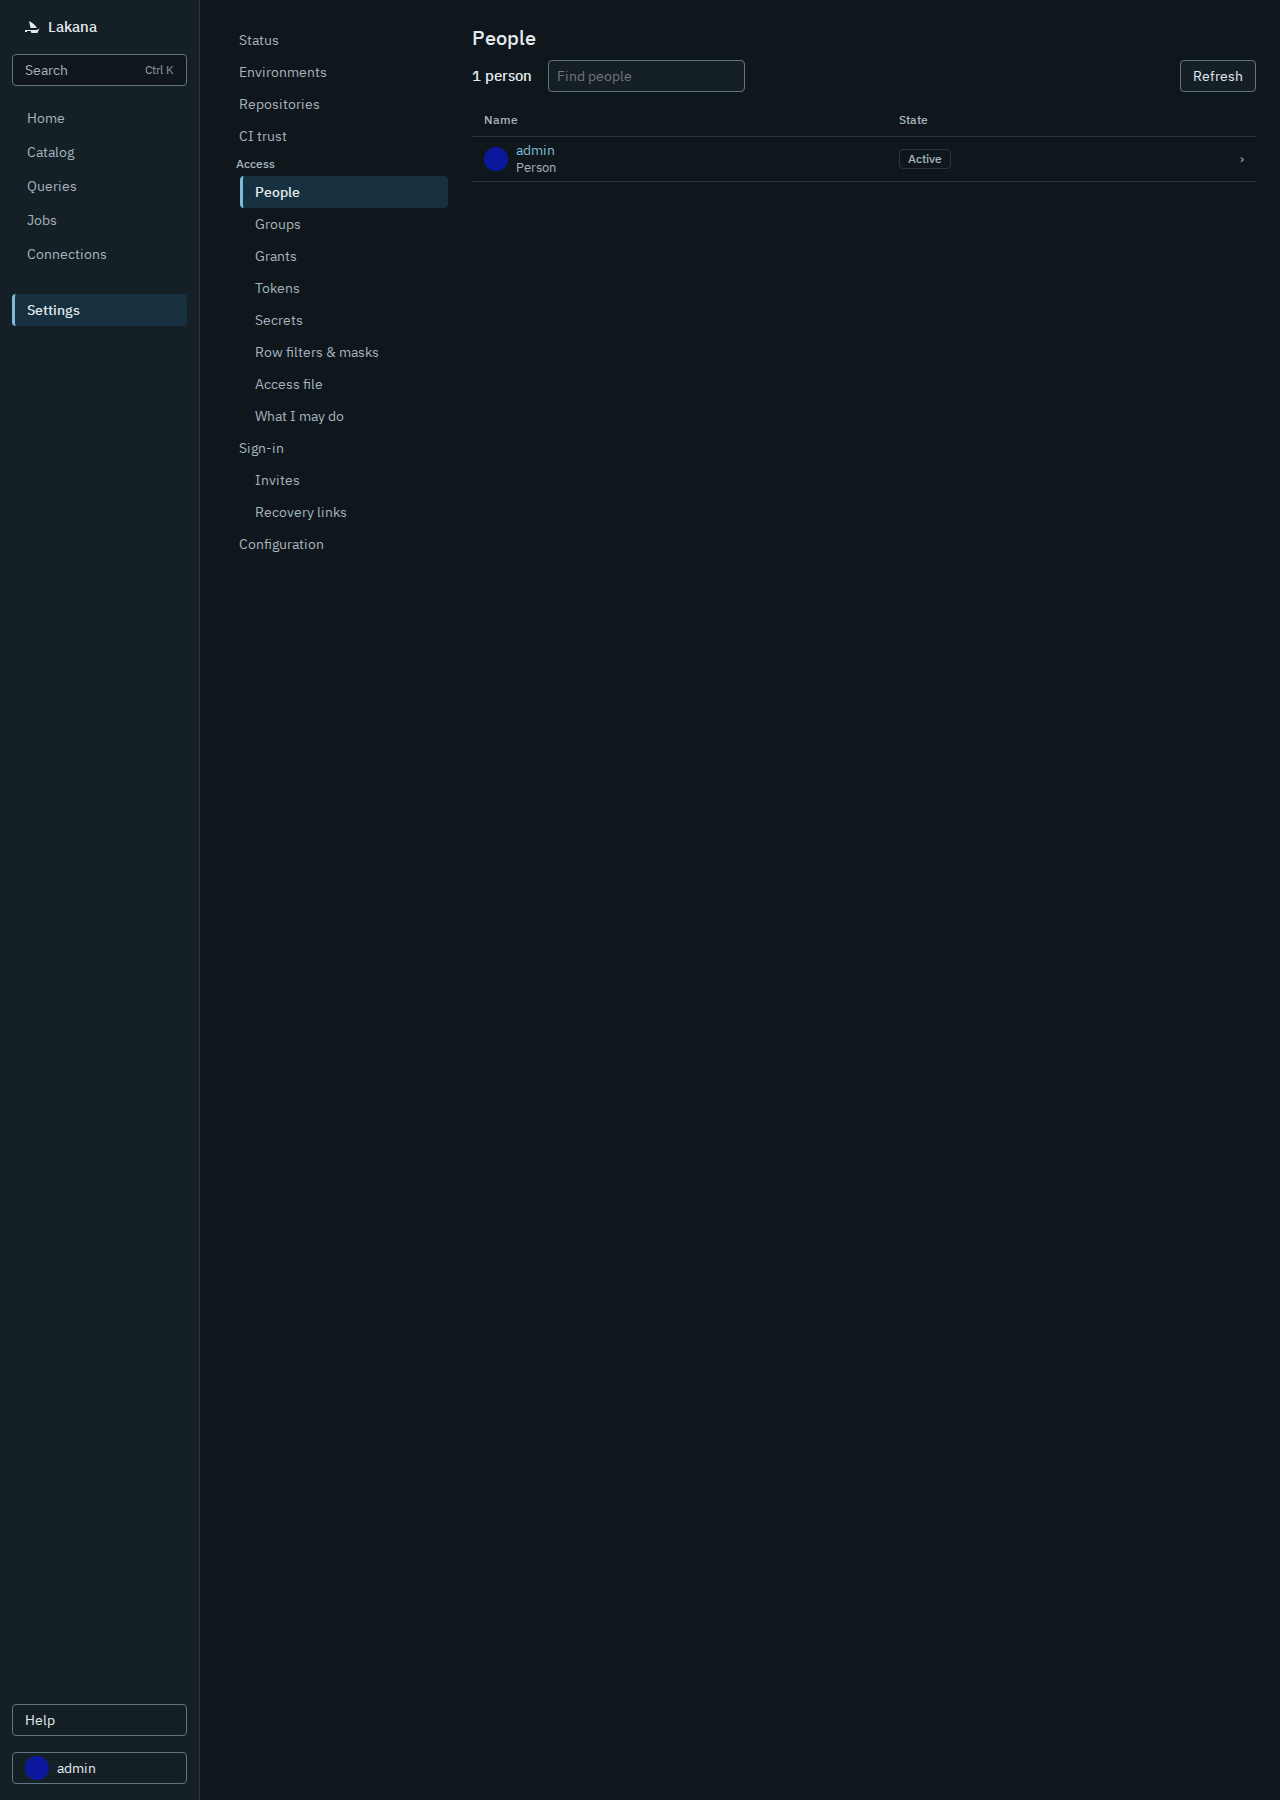 Lakana
Search Ctrl K
Home
Catalog
Queries
Jobs
Connections
Settings
Help
admin
Status
Environments
Repositories
CI trust
Access
People
Groups
Grants
Tokens
Secrets
Row filters & masks
Access file
What I may do
Sign-in
Invites
Recovery links
Configuration
People
1 person Find people Refresh
Name State
admin
Person
Active ›